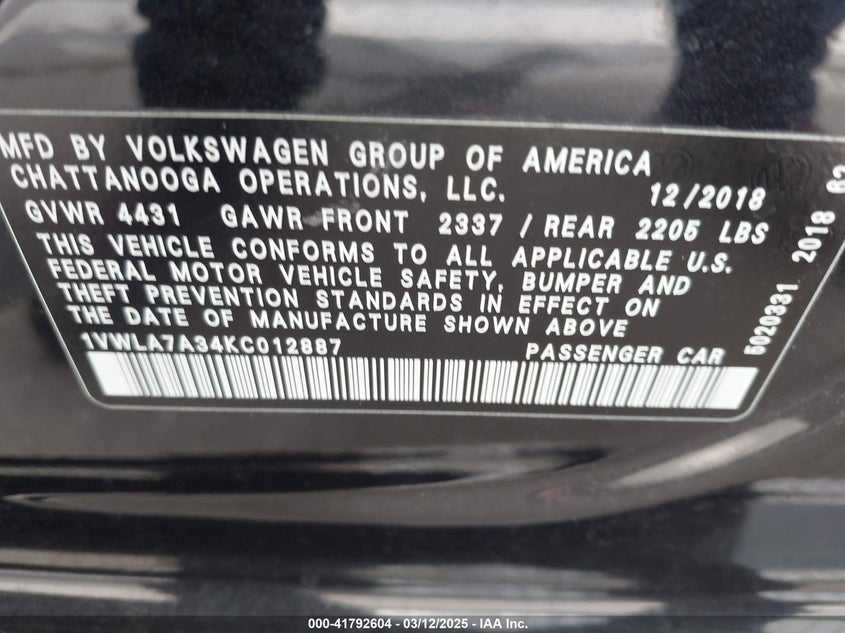 MFD BY VOLKSWAGEN GROUP OF AMERICA
CHATTANOOGA OPERATIONS, LLC. 12/2018
GVWR 4431 GAWR FRONT 2337 / REAR 2205 LBS
THIS VEHICLE CONFORMS TO ALL APPLICABLE U.S.
FEDERAL MOTOR VEHICLE SAFETY, BUMPER AND
THEFT PREVENTION STANDARDS IN EFFECT ON
THE DATE OF MANUFACTURE SHOWN ABOVE
1VWLA7A34KC012887 PASSENGER CAR
5020331 2018
000-41792604 - 03/12/2025 - IAA Inc.